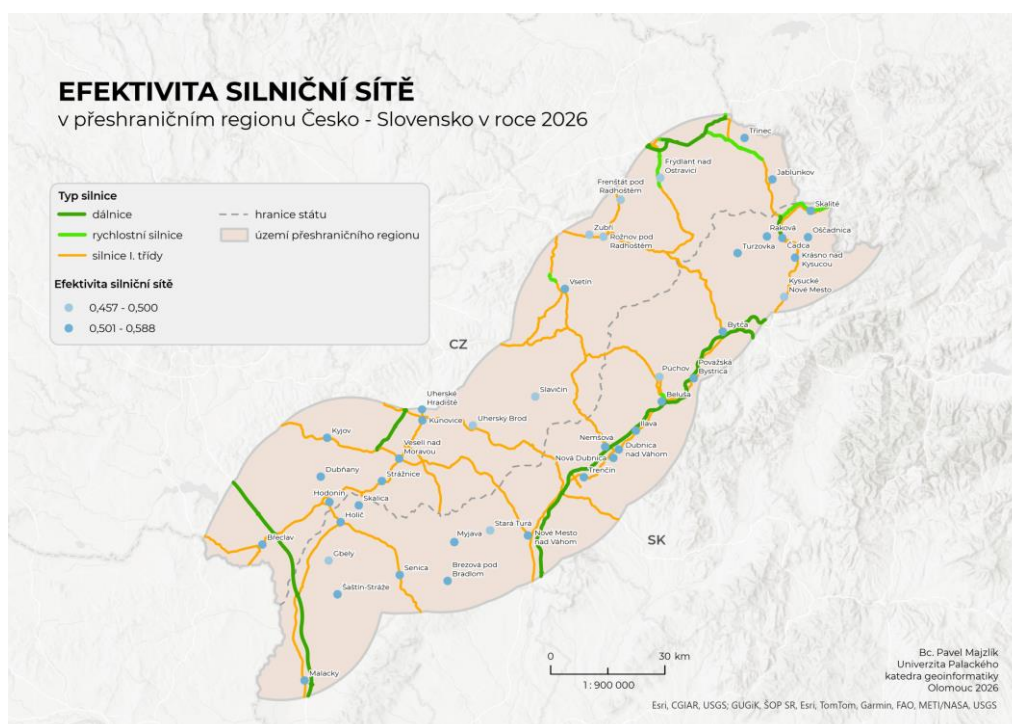 EFEKTIVITA SILNIČNÍ SÍTĚ
v přeshraničním regionu Česko - Slovensko v roce 2026
Typ silnice
dálnice
hranice státu
rychlostní silnice
území přeshraničního regionu
silnice I. třídy
Efektivita silniční sítě
0,457 - 0,500
0,501 - 0,588
Třinec
Frýdlant nad
Ostravicí
Jablunkov
Frenštát pod
Radhoštěm
Skalité
Zubří
Rožnov pod
Radhoštěm
Raková
Oščadnica
Čadca
Turzovka
Krásno nad
Kysucou
Kysucké
Nové Mesto
Vsetín
Bytča
CZ
Považská
Bystrica
Púchov
Slavičín
Beluša
Uherské
Hradiště
Kunovice
Uherský Brod
Ilava
Kyjov
Nemšová
Veselí nad
Moravou
Dubnica
nad Váhom
Nová Dubnica
Dubňany
Strážnice
Trenčín
Hodonín
Skalica
Holíč
Stará Turá
Břeclav
Myjava
Nové Mesto
nad Váhom
SK
Gbely
Senica
Brezová pod
Bradlom
Šaštín-Stráže
Malacky
0
30 km
1 : 900 000
Bc. Pavel Majzlík
Univerzita Palackého
katedra geoinformatiky
Olomouc 2026
Esri, CGIAR, USGS; GUGiK, ŠOP SR, Esri, TomTom, Garmin, FAO, METI/NASA, USGS